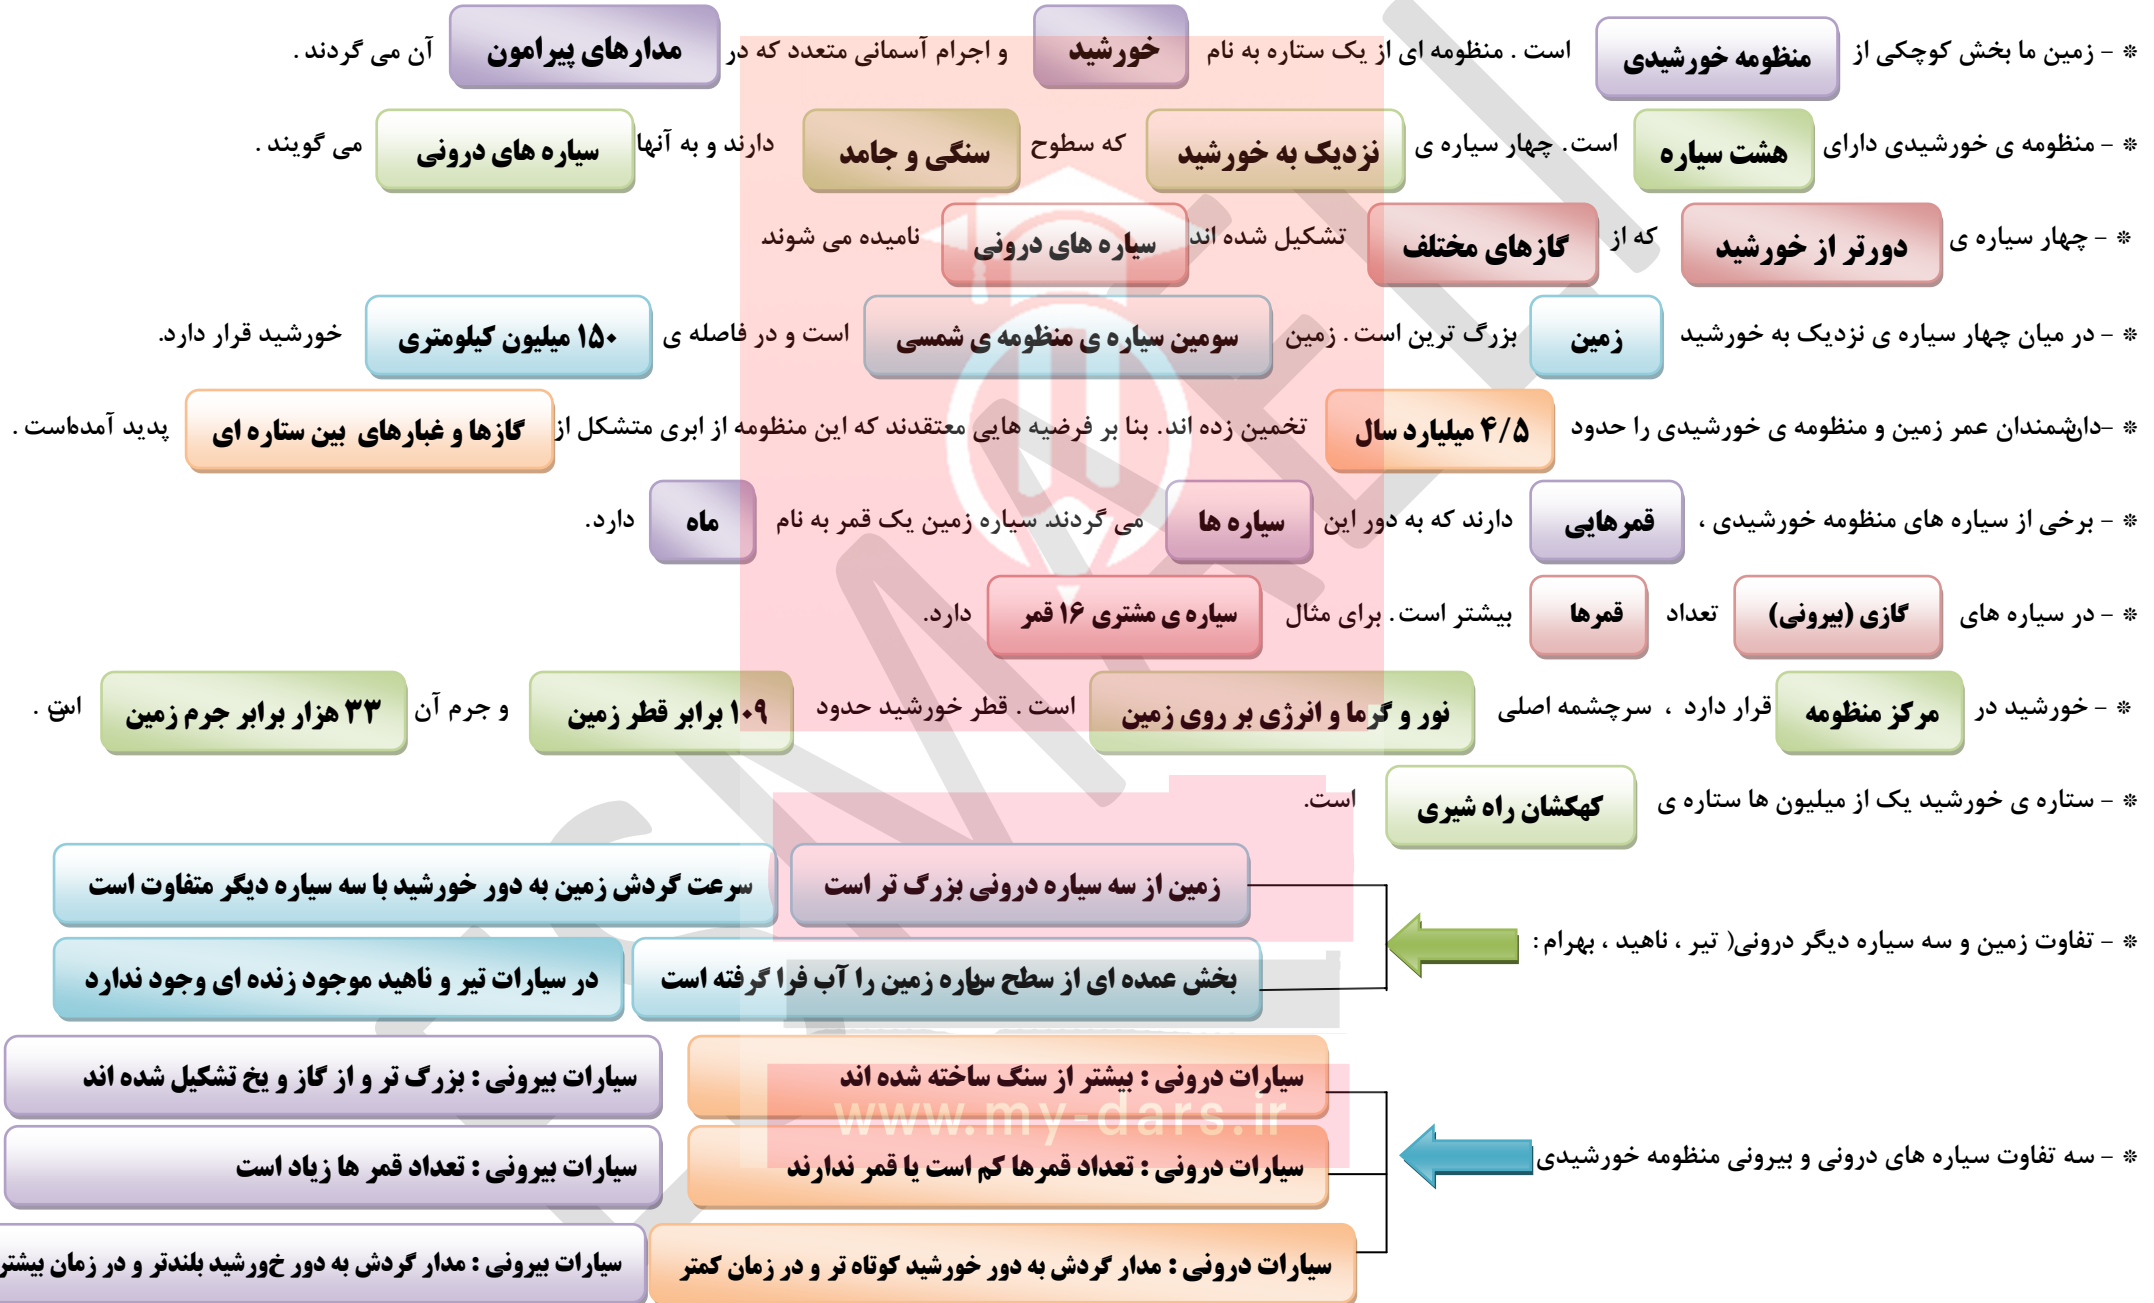 * - زمین ما بخش کوچکی از منظومه خورشیدی است . منظومه ای از یک ستاره به نام خورشید و اجرام آسمانی متعدد که در مدارهای پیرامون آن می گردند .
* - منظومه ی خورشیدی دارای هشت سیاره است. چهار سیاره ی نزدیک به خورشید که سطوح سنگی و جامد دارند و به آنها سیاره های درونی می گویند .
* - چهار سیاره ی دورتر از خورشید که از گازهای مختلف تشکیل شده اند سیاره های درونی نامیده می شوند
* - در میان چهار سیاره ی نزدیک به خورشید زمین بزرگ ترین است . زمین سومین سیاره ی منظومه ی شمسی است و در فاصله ی ۱۵۰ میلیون کیلومتری خورشید قرار دارد.
* -دانشمندان عمر زمین و منظومه ی خورشیدی را حدود ۴/۵ میلیارد سال تخمین زده اند. بنا بر فرضیه هایی معتقدند که این منظومه از ابری متشکل از گازها و غبارهای بین ستاره ای پدید آمدهاست .
* - برخی از سیاره های منظومه خورشیدی ، قمرهایی دارند که به دور این سیاره ها می گردند. سیاره زمین یک قمر به نام ماه دارد.
* - در سیاره های گازی (بیرونی) تعداد قمرها بیشتر است. برای مثال سیاره ی مشتری ۱۶ قمر دارد.
* - خورشید در مرکز منظومه قرار دارد ، سرچشمه اصلی نور و گرما و انرژی بر روی زمین است . قطر خورشید حدود ۱۰۹ برابر قطر زمین و جرم آن ۳۳ هزار برابر جرم زمین است .
* - ستاره ی خورشید یک از میلیون ها ستاره ی کهکشان راه شیری است.
زمین از سه سیاره درونی بزرگ تر است سرعت گردش زمین به دور خورشید با سه سیاره دیگر متفاوت است
* - تفاوت زمین و سه سیاره دیگر درونی( تیر ، ناهید ، بهرام :
بخش عمده ای از سطح سیاره زمین را آب فرا گرفته است در سیارات تیر و ناهید موجود زنده ای وجود ندارد
سیارات درونی : بیشتر از سنگ ساخته شده اند سیارات بیرونی : بزرگ تر و از گاز و یخ تشکیل شده اند
www.my-dars.ir
* - سه تفاوت سیاره های درونی و بیرونی منظومه خورشیدی
سیارات درونی : تعداد قمرها کم است یا قمر ندارند سیارات بیرونی : تعداد قمر ها زیاد است
سیارات درونی : مدار گردش به دور خورشید کوتاه تر و در زمان کمتر سیارات بیرونی : مدار گردش به دور خورشید بلندتر و در زمان بیشتر